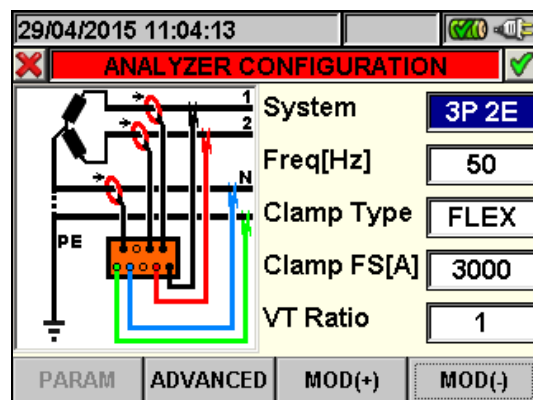 29/04/2015 11:04:13
ANALYZER CONFIGURATION
1
2
N
PE
System 3P 2E
Freq[Hz] 50
Clamp Type FLEX
Clamp FS[A] 3000
VT Ratio 1
PARAM ADVANCED MOD(+) MOD(-)